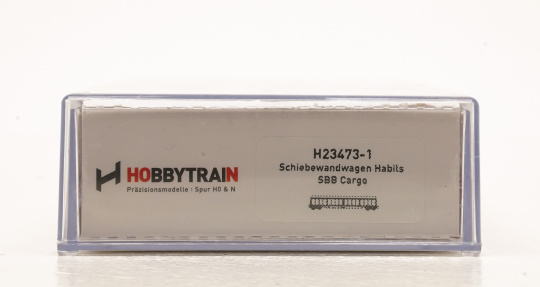 HOBBYTRAIN
Präzisionsmodelle : Spur H0 & N
H23473-1
Schiebewandwagen Habils
SBB Cargo